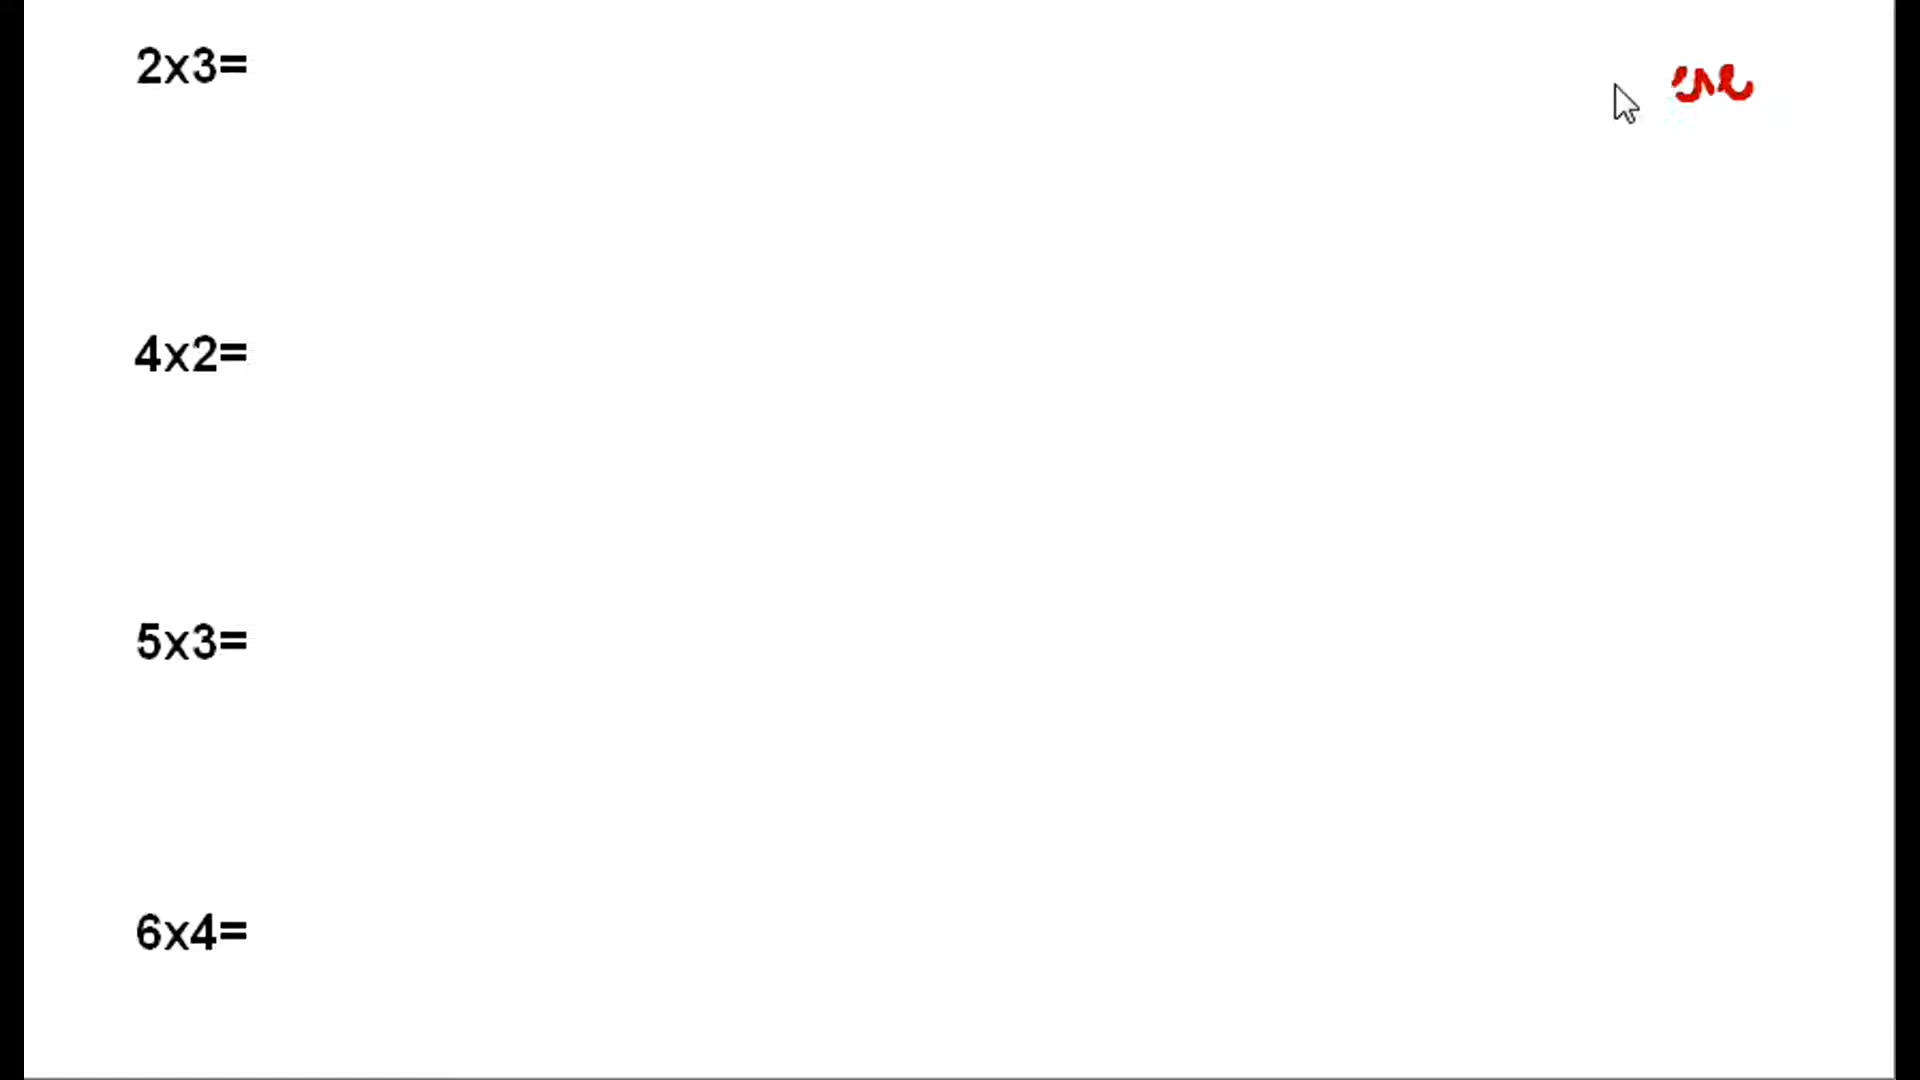 2x3=
4x2=
5x3=
6x4=